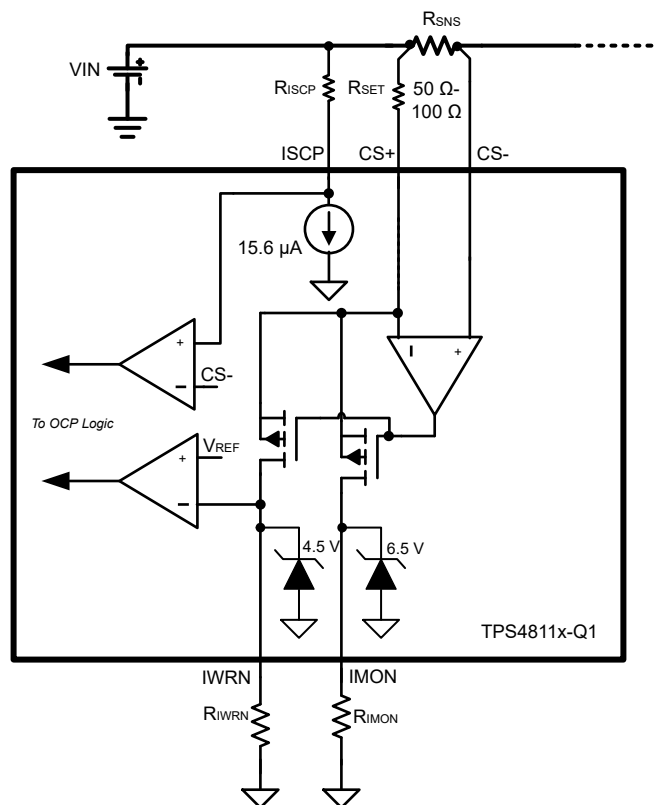 RSNS
VIN
+
RISCP
RSET
50 Ω-
100 Ω
ISCP
CS+
CS-
15.6 µA
+
−
CS-
−
+
To OCP Logic
VREF
+
−
4.5 V
6.5 V
TPS4811x-Q1
IWRN
IMON
RIWRN
RIMON